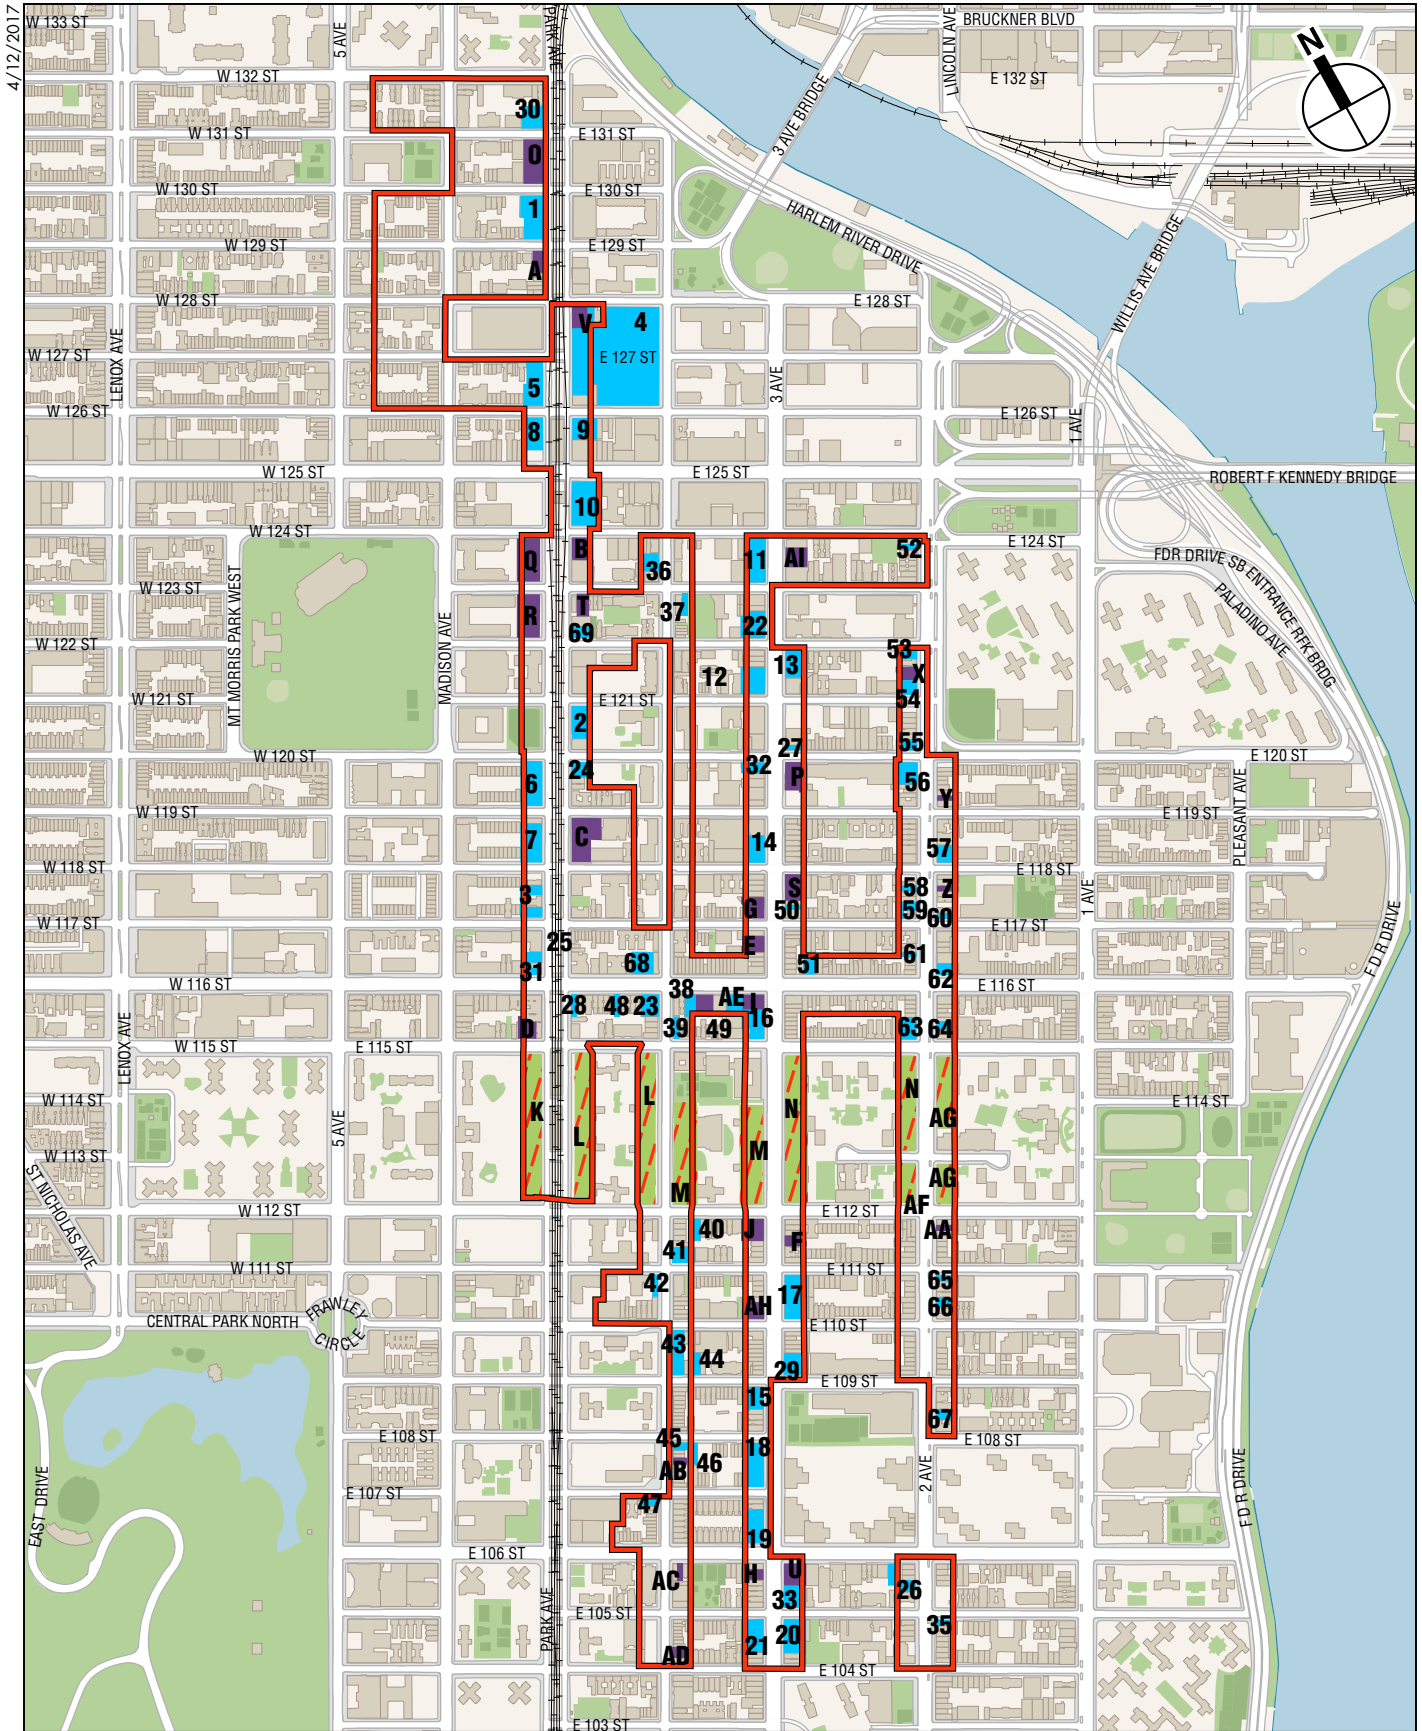 4/12/2017
W 133 ST
5 AVE
PARK AVE
LINCOLN AVE
BRUCKNER BLVD
N
W 132 ST
E 132 ST
3 AVE BRIDGE
30
W 131 ST
E 131 ST
O
W 130 ST
E 130 ST
1
HARLEM RIVER DRIVE
WILLIS AVE BRIDGE
W 129 ST
E 129 ST
A
W 128 ST
E 128 ST
V
4
LENOX AVE
W 127 ST
E 127 ST
5
3 AVE
W 126 ST
E 126 ST
1 AVE
8
9
W 125 ST
E 125 ST
ROBERT F KENNEDY BRIDGE
10
W 124 ST
E 124 ST
Q
B
36
11
AI
52
FDR DRIVE SB ENTRANCE RFK BRDG
MT MORRIS PARK WEST
W 123 ST
PALADINO AVE
R
T
37
22
69
MADISON AVE
W 122 ST
53
13
X
12
54
W 121 ST
E 121 ST
2
55
27
W 120 ST
E 120 ST
24
32
P
56
6
Y
PLEASANT AVE
W 119 ST
E 119 ST
7
C
14
57
W 118 ST
E 118 ST
3
S
58
Z
1 AVE
G
50
59
60
W 117 ST
E 117 ST
25
E
61
31
68
51
62
FDR DRIVE
W 116 ST
E 116 ST
38
AE
I
28
48
23
16
D
39
49
63
64
LENOX AVE
W 115 ST
E 115 ST
W 114 ST
E 114 ST
5 AVE
K
L
L
N
N
AG
W 113 ST
M
ST NICHOLAS AVE
M
AG
AF
W 112 ST
E 112 ST
40
J
F
AA
41
W 111 ST
E 111 ST
42
17
65
AH
66
FRAWLEY
CIRCLE
CENTRAL PARK NORTH
E 110 ST
43
44
29
E 109 ST
15
67
E 108 ST
E 108 ST
45
18
46
AB
2 AVE
EAST DRIVE
E 107 ST
47
FDR DRIVE
19
E 106 ST
AC
H
U
26
33
PARK AVE
E 105 ST
35
21
20
AD
E 104 ST
E 103 ST